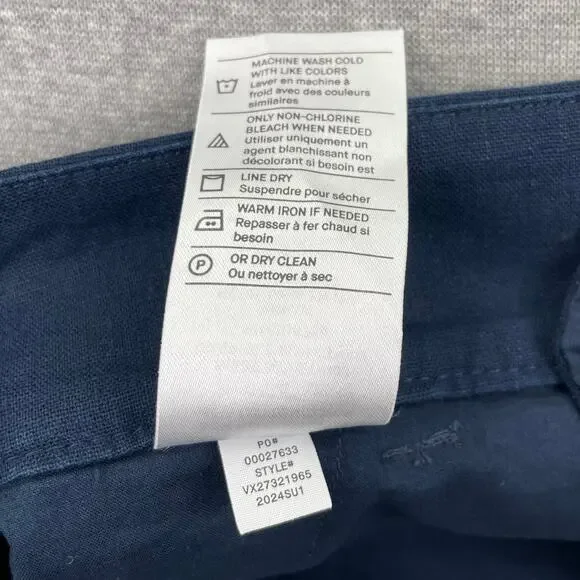 MACHINE WASH COLD
WITH LIKE COLORS
Laver en machine à
froid avec des couleurs
similaires
ONLY NON-CHLORINE
BLEACH WHEN NEEDED
Utiliser uniquement un
agent blanchissant non
décolorant si besoin est
LINE DRY
Suspendre pour sécher
WARM IRON IF NEEDED
Repasser à fer chaud si
besoin
P
OR DRY CLEAN
Ou nettoyer à sec
PO#
00027633
STYLE#
VX27321965
2024SU1